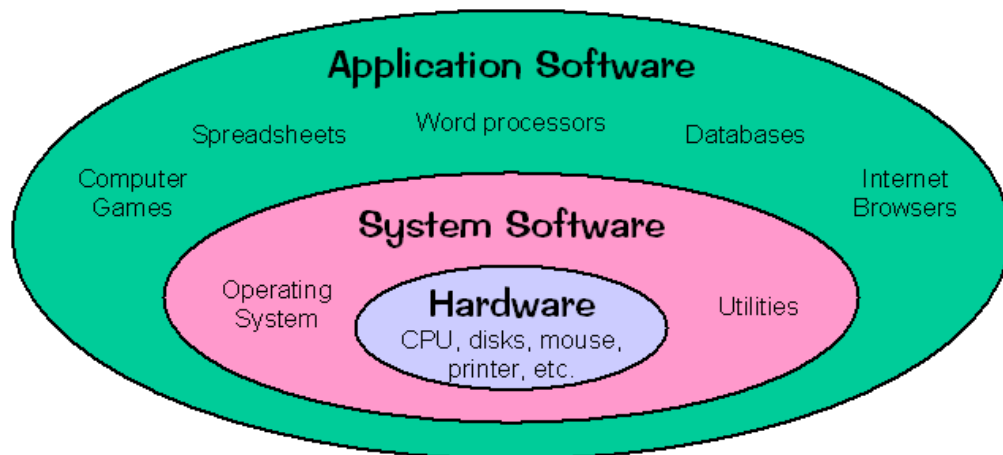 Application Software
Word processors
Spreadsheets
Databases
Computer
Games
Internet
Browsers
System Software
Operating
System
Utilities
Hardware
CPU, disks, mouse,
printer, etc.